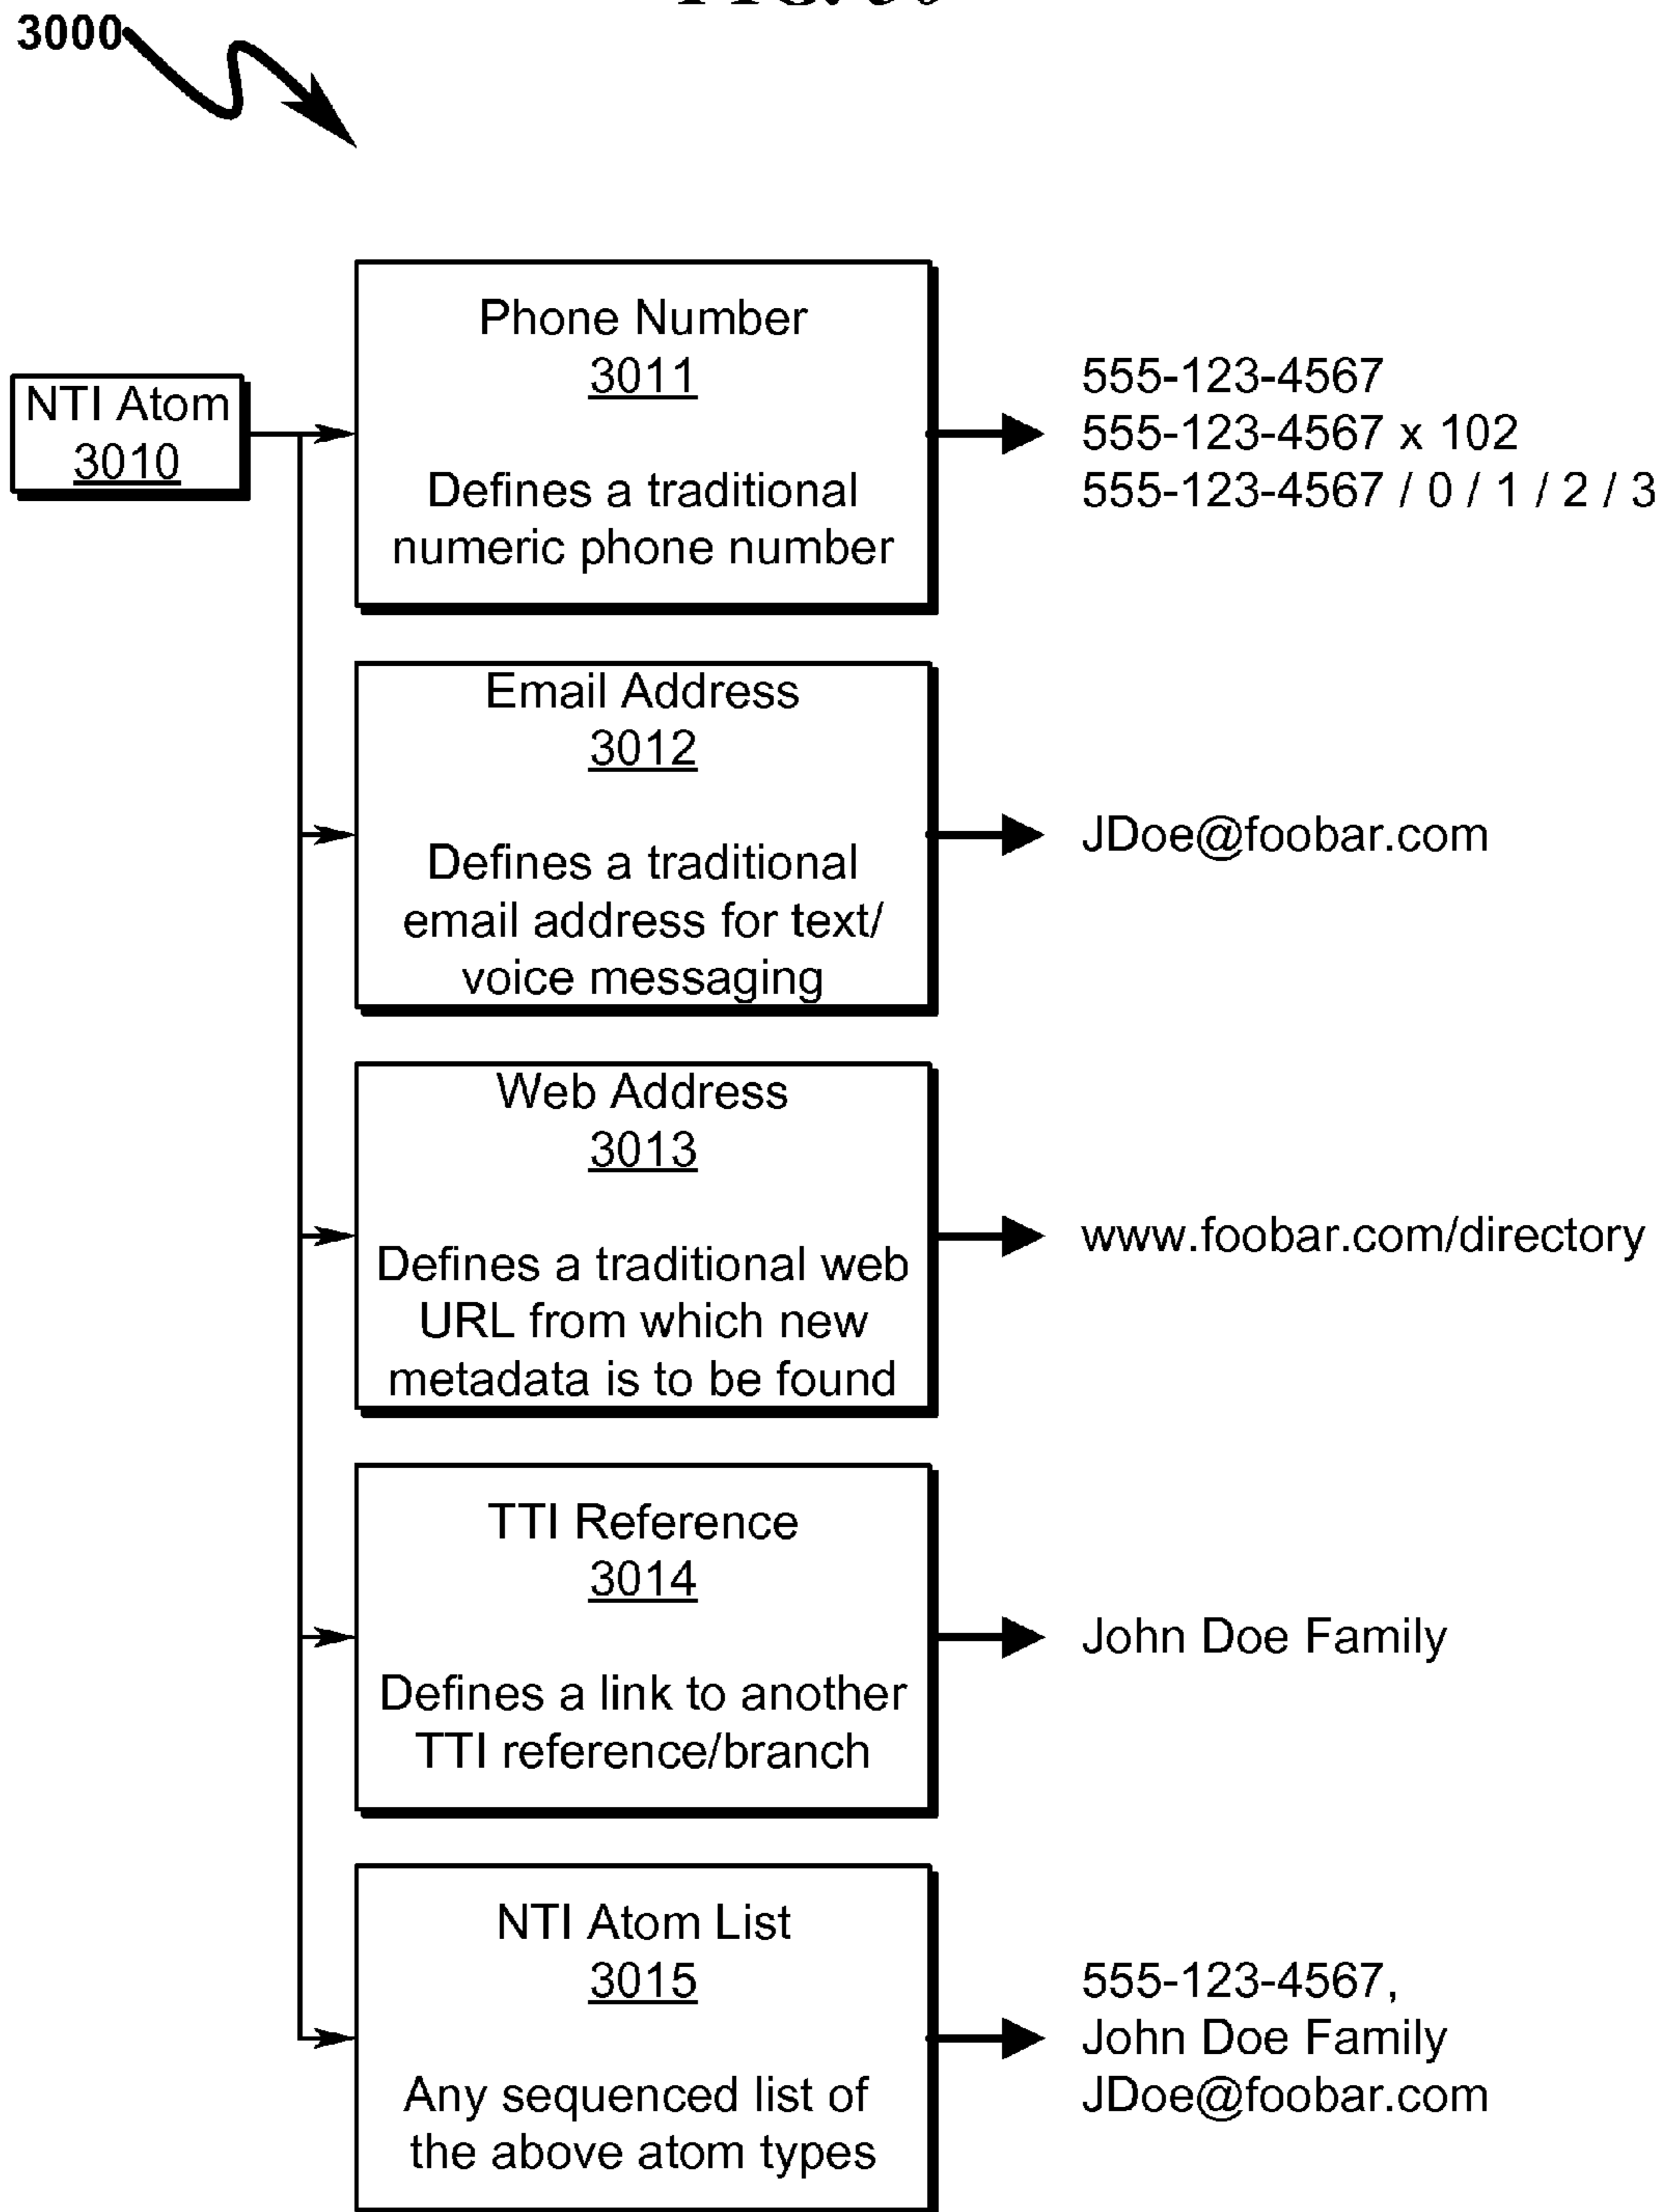 3000
NTI Atom
3010
Phone Number
3011
Defines a traditional
numeric phone number
555-123-4567
555-123-4567 x 102
555-123-4567 / 0 / 1 / 2 / 3
Email Address
3012
Defines a traditional
email address for text/
voice messaging
JDoe@foobar.com
Web Address
3013
Defines a traditional web
URL from which new
metadata is to be found
www.foobar.com/directory
TTI Reference
3014
Defines a link to another
TTI reference/branch
John Doe Family
NTI Atom List
3015
Any sequenced list of
the above atom types
555-123-4567,
John Doe Family
JDoe@foobar.com